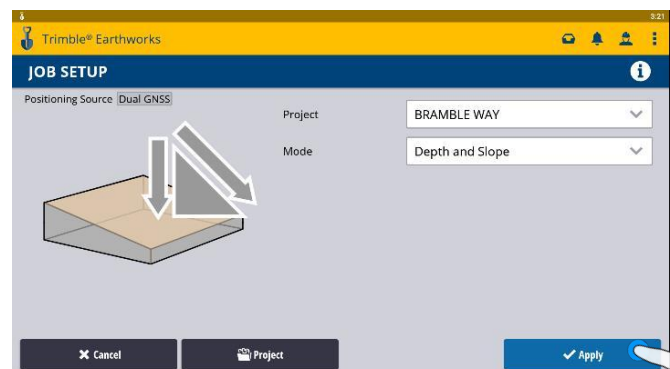 3:21
Trimble® Earthworks
JOB SETUP
Positioning Source Dual GNSS
Project BRAMBLE WAY
Mode Depth and Slope
Cancel Project Apply